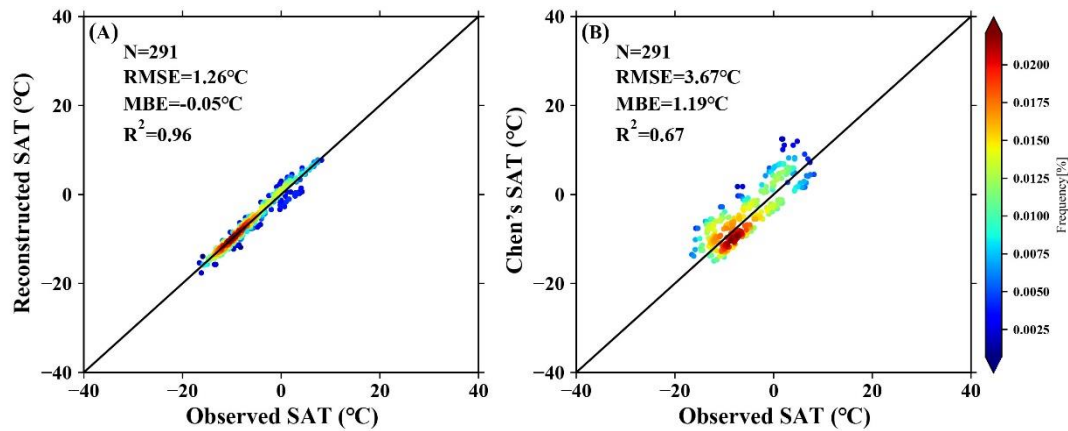 (A)
N=291
RMSE=1.26℃
MBE=-0.05℃
R²=0.96
Reconstructed SAT (℃)
40
20
0
−20
−40
−40 −20 0 20 40
Observed SAT (℃)
(B)
N=291
RMSE=3.67℃
MBE=1.19℃
R²=0.67
Chen's SAT (℃)
40
20
0
−20
−40
−40 −20 0 20 40
Observed SAT (℃)
0.0200
0.0175
0.0150
0.0125
0.0100
0.0075
0.0050
0.0025
Frequency[%]